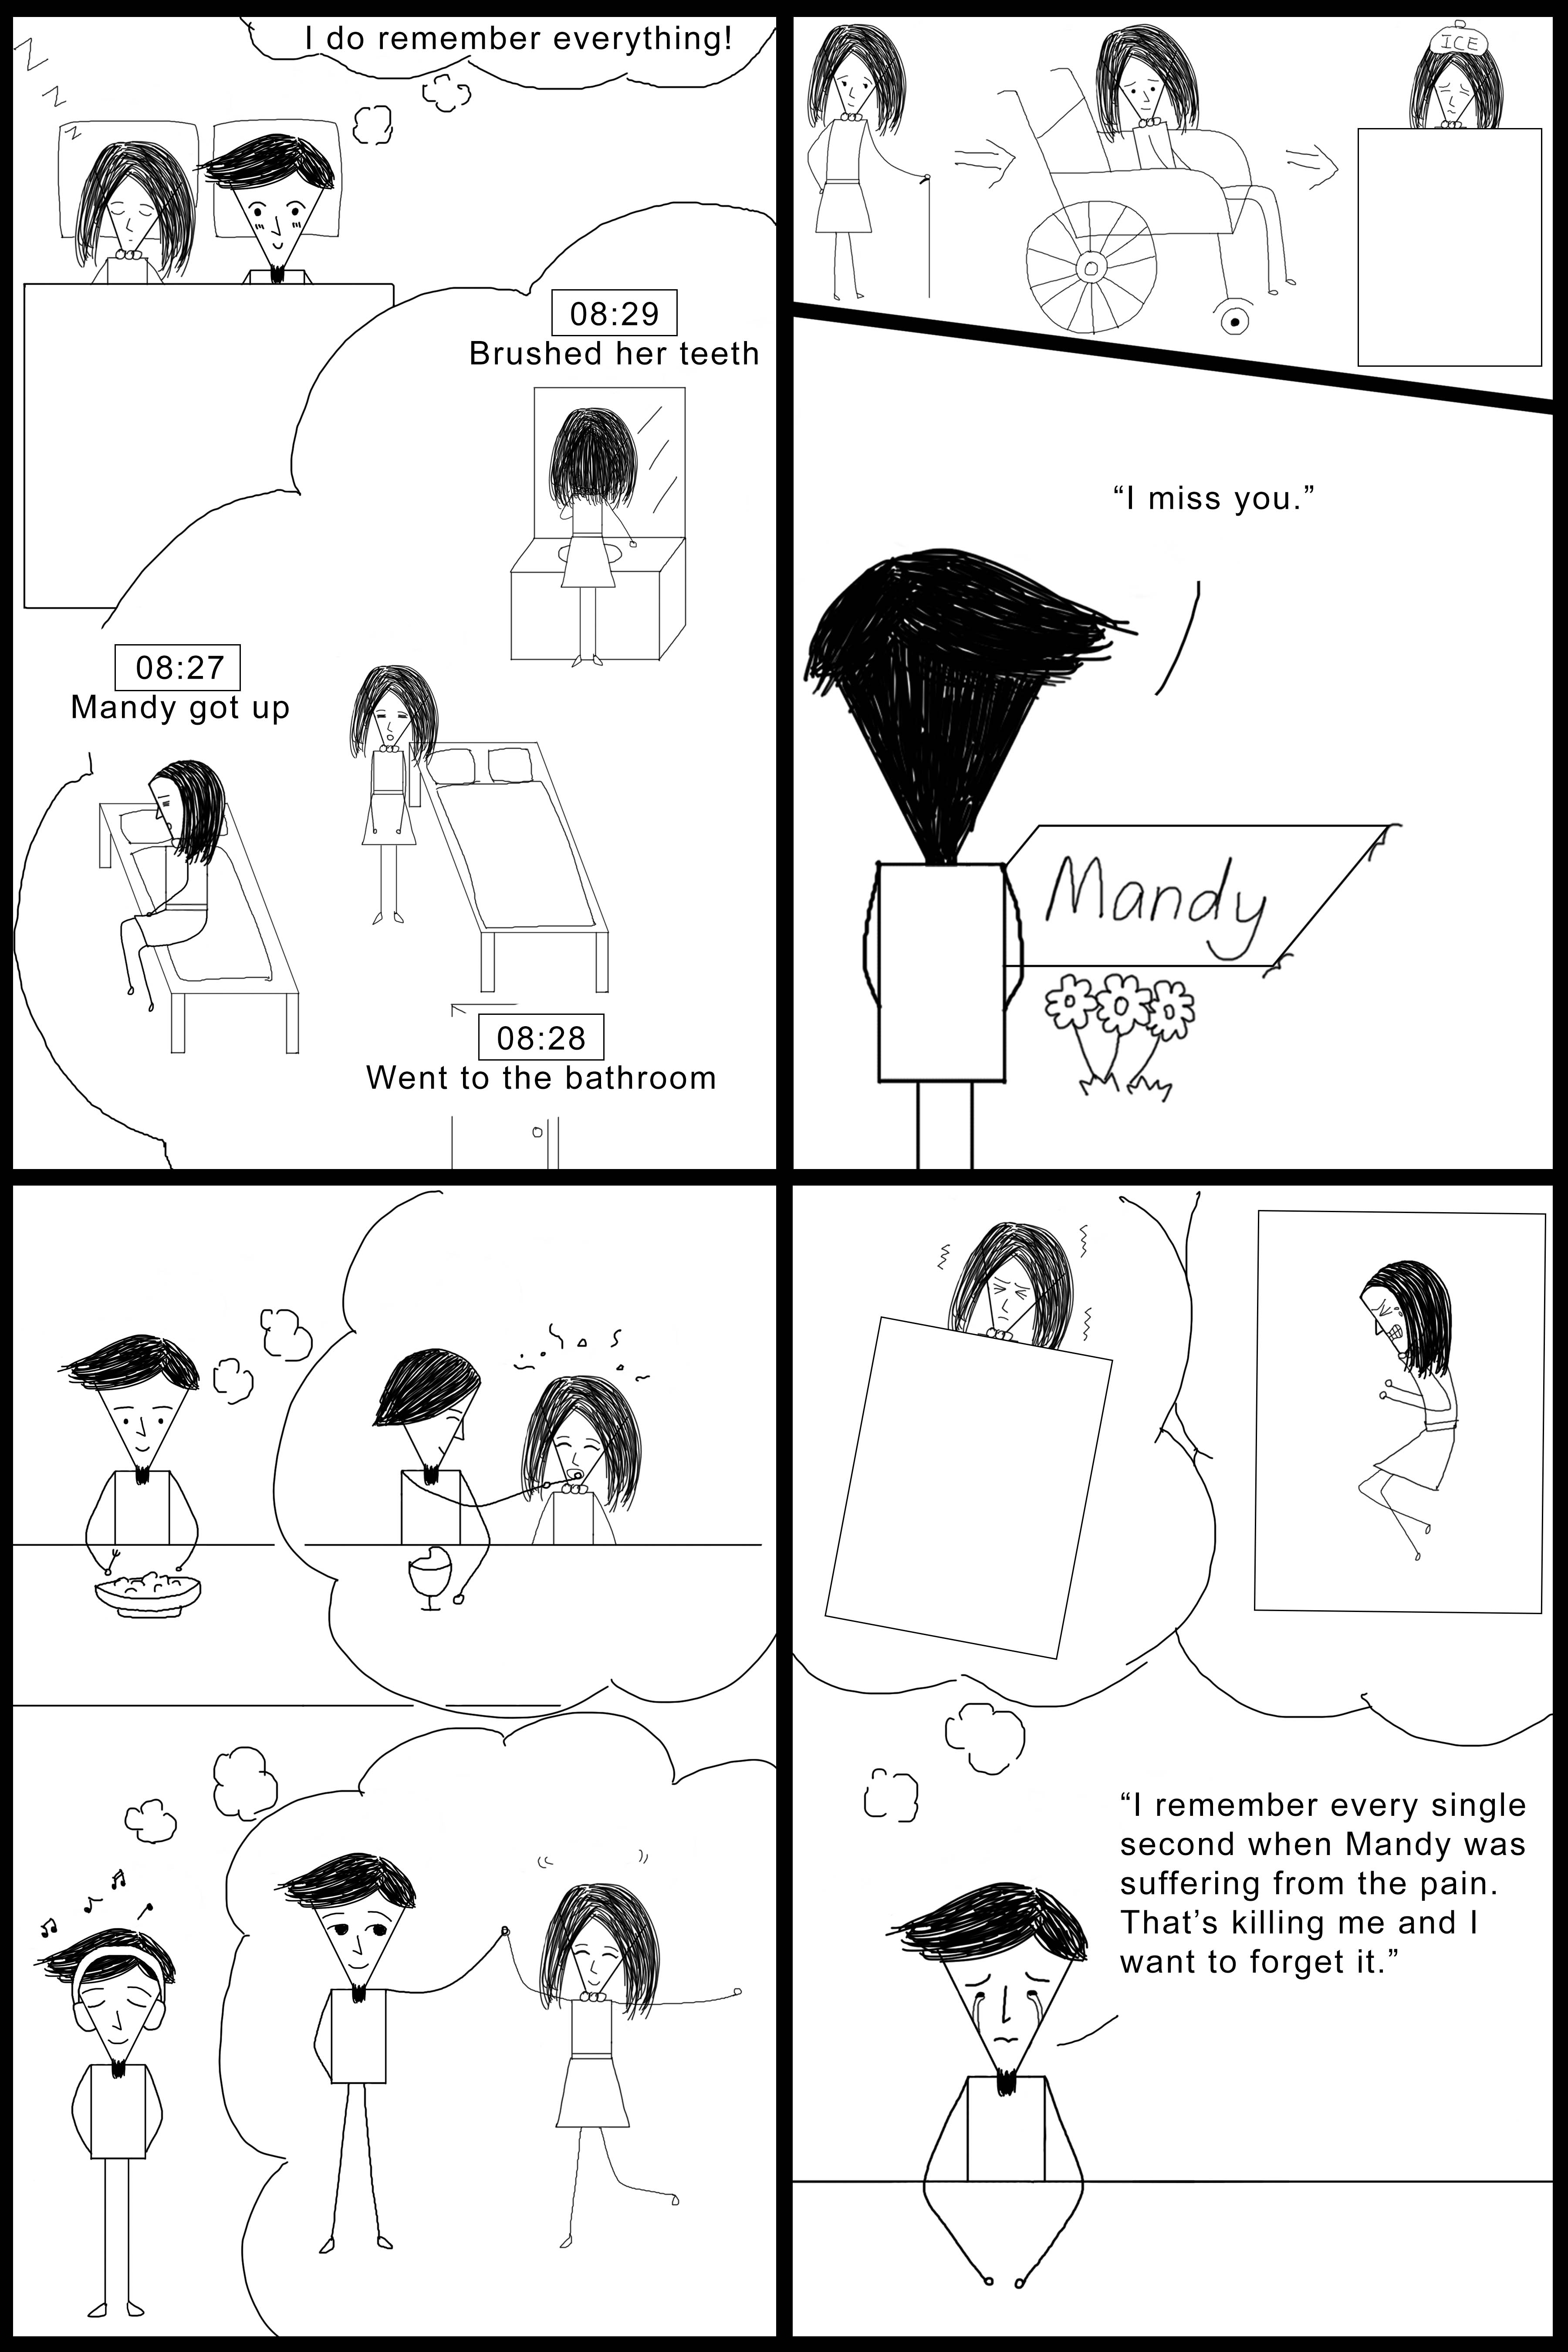 I do remember everything!
Z
Z
Z
08:29
Brushed her teeth
08:27
Mandy got up
08:28
Went to the bathroom
ICE
“I miss you.”
Mandy
“I remember every single
second when Mandy was
suffering from the pain.
That’s killing me and I
want to forget it.”